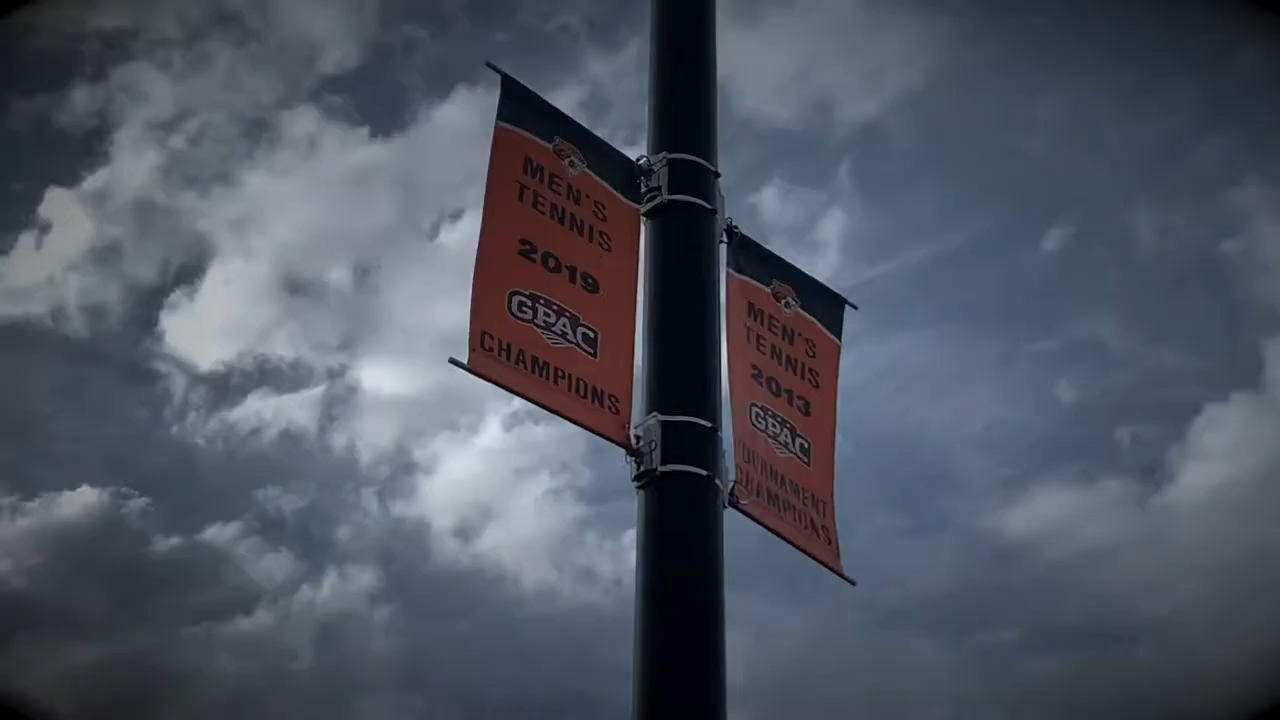 MEN'S
TENNIS
2019
GPAC
CHAMPIONS
MEN'S
TENNIS
2013
GPAC
TOURNAMENT
CHAMPIONS